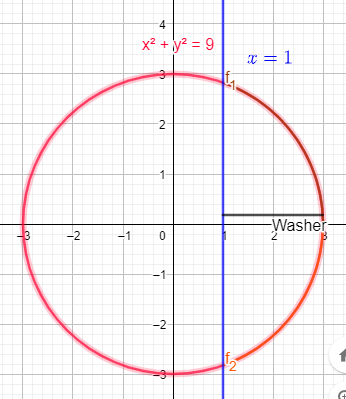 4
x² + y² = 9
x = 1
3
f₁
2
1
Washer
−3
−2
−1
0
1
2
3
−1
−2
f₂
−3